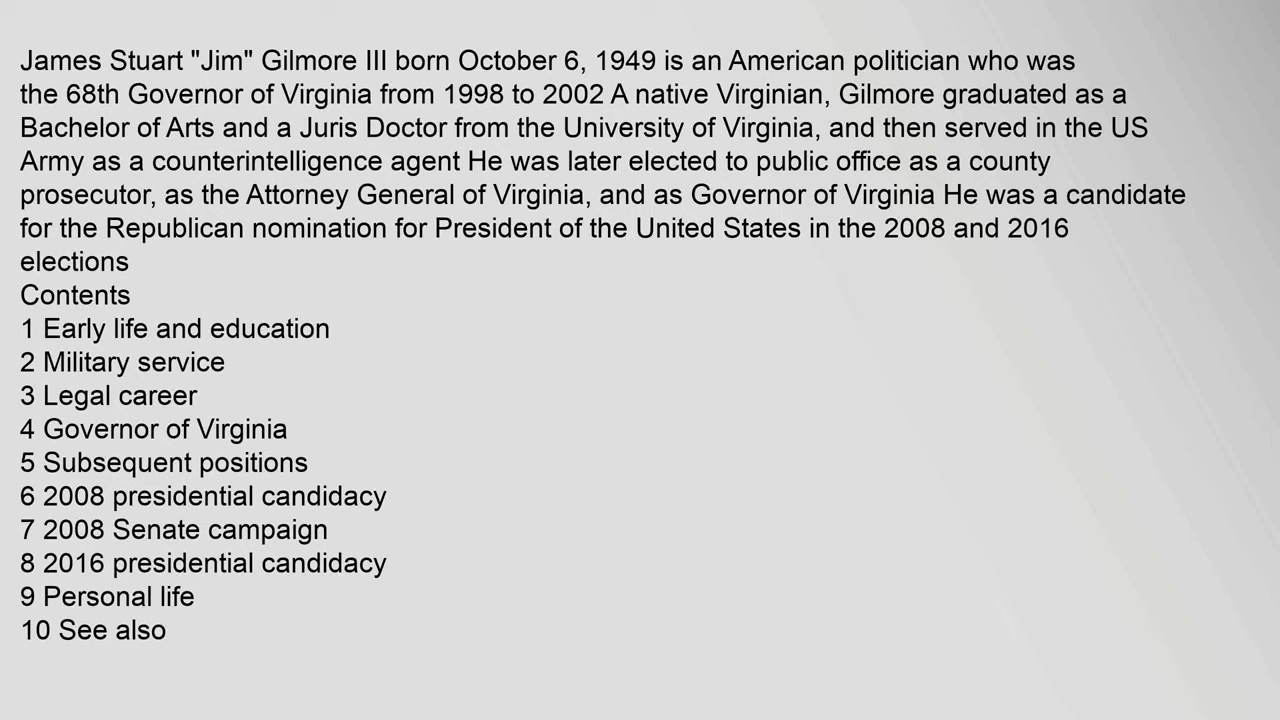 James Stuart "Jim" Gilmore III born October 6, 1949 is an American politician who was
the 68th Governor of Virginia from 1998 to 2002 A native Virginian, Gilmore graduated as a
Bachelor of Arts and a Juris Doctor from the University of Virginia, and then served in the US
Army as a counterintelligence agent He was later elected to public office as a county
prosecutor, as the Attorney General of Virginia, and as Governor of Virginia He was a candidate
for the Republican nomination for President of the United States in the 2008 and 2016
elections
Contents
1 Early life and education
2 Military service
3 Legal career
4 Governor of Virginia
5 Subsequent positions
6 2008 presidential candidacy
7 2008 Senate campaign
8 2016 presidential candidacy
9 Personal life
10 See also